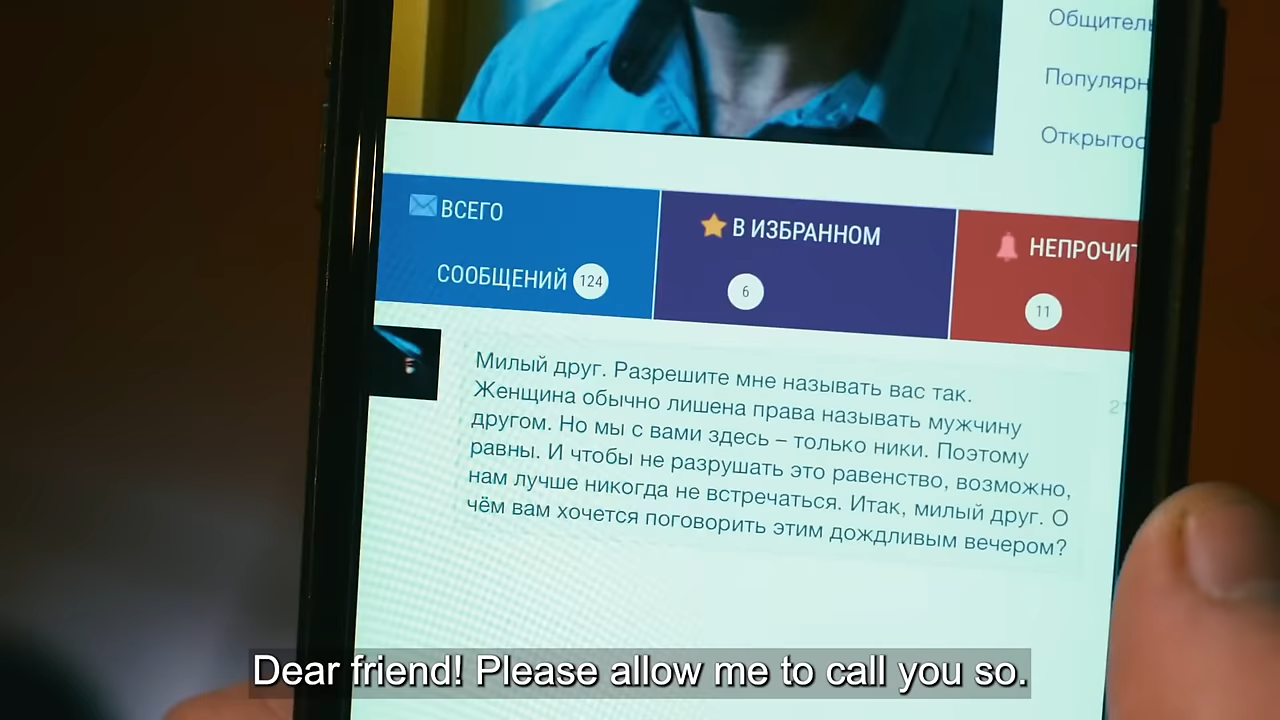 Общитель
Популярн
Открытос
ВСЕГО
СООБЩЕНИЙ 124
В ИЗБРАННОМ
6
НЕПРОЧИТ
11
Милый друг. Разрешите мне называть вас так.
Женщина обычно лишена права называть мужчину
другом. Но мы с вами здесь – только ники. Поэтому
равны. И чтобы не разрушать это равенство, возможно,
нам лучше никогда не встречаться. Итак, милый друг. О
чём вам хочется поговорить этим дождливым вечером?
Dear friend! Please allow me to call you so.